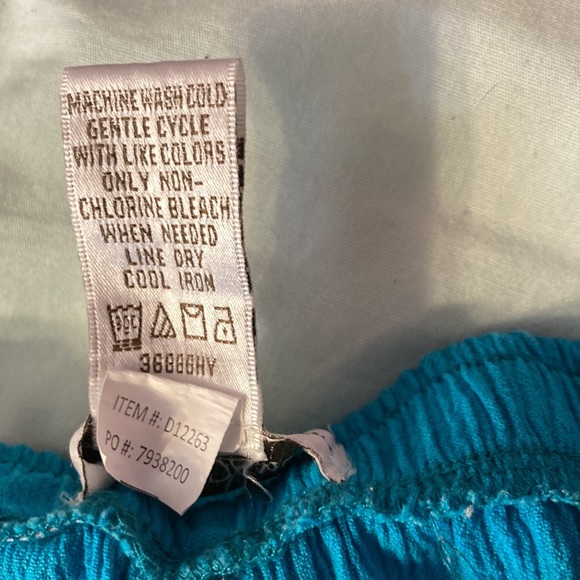 MACHINE WASH COLD
GENTLE CYCLE
WITH LIKE COLORS
ONLY NON-
CHLORINE BLEACH
WHEN NEEDED
LINE DRY
COOL IRON
30C
ITEM #: D12263
PO #: 7938200